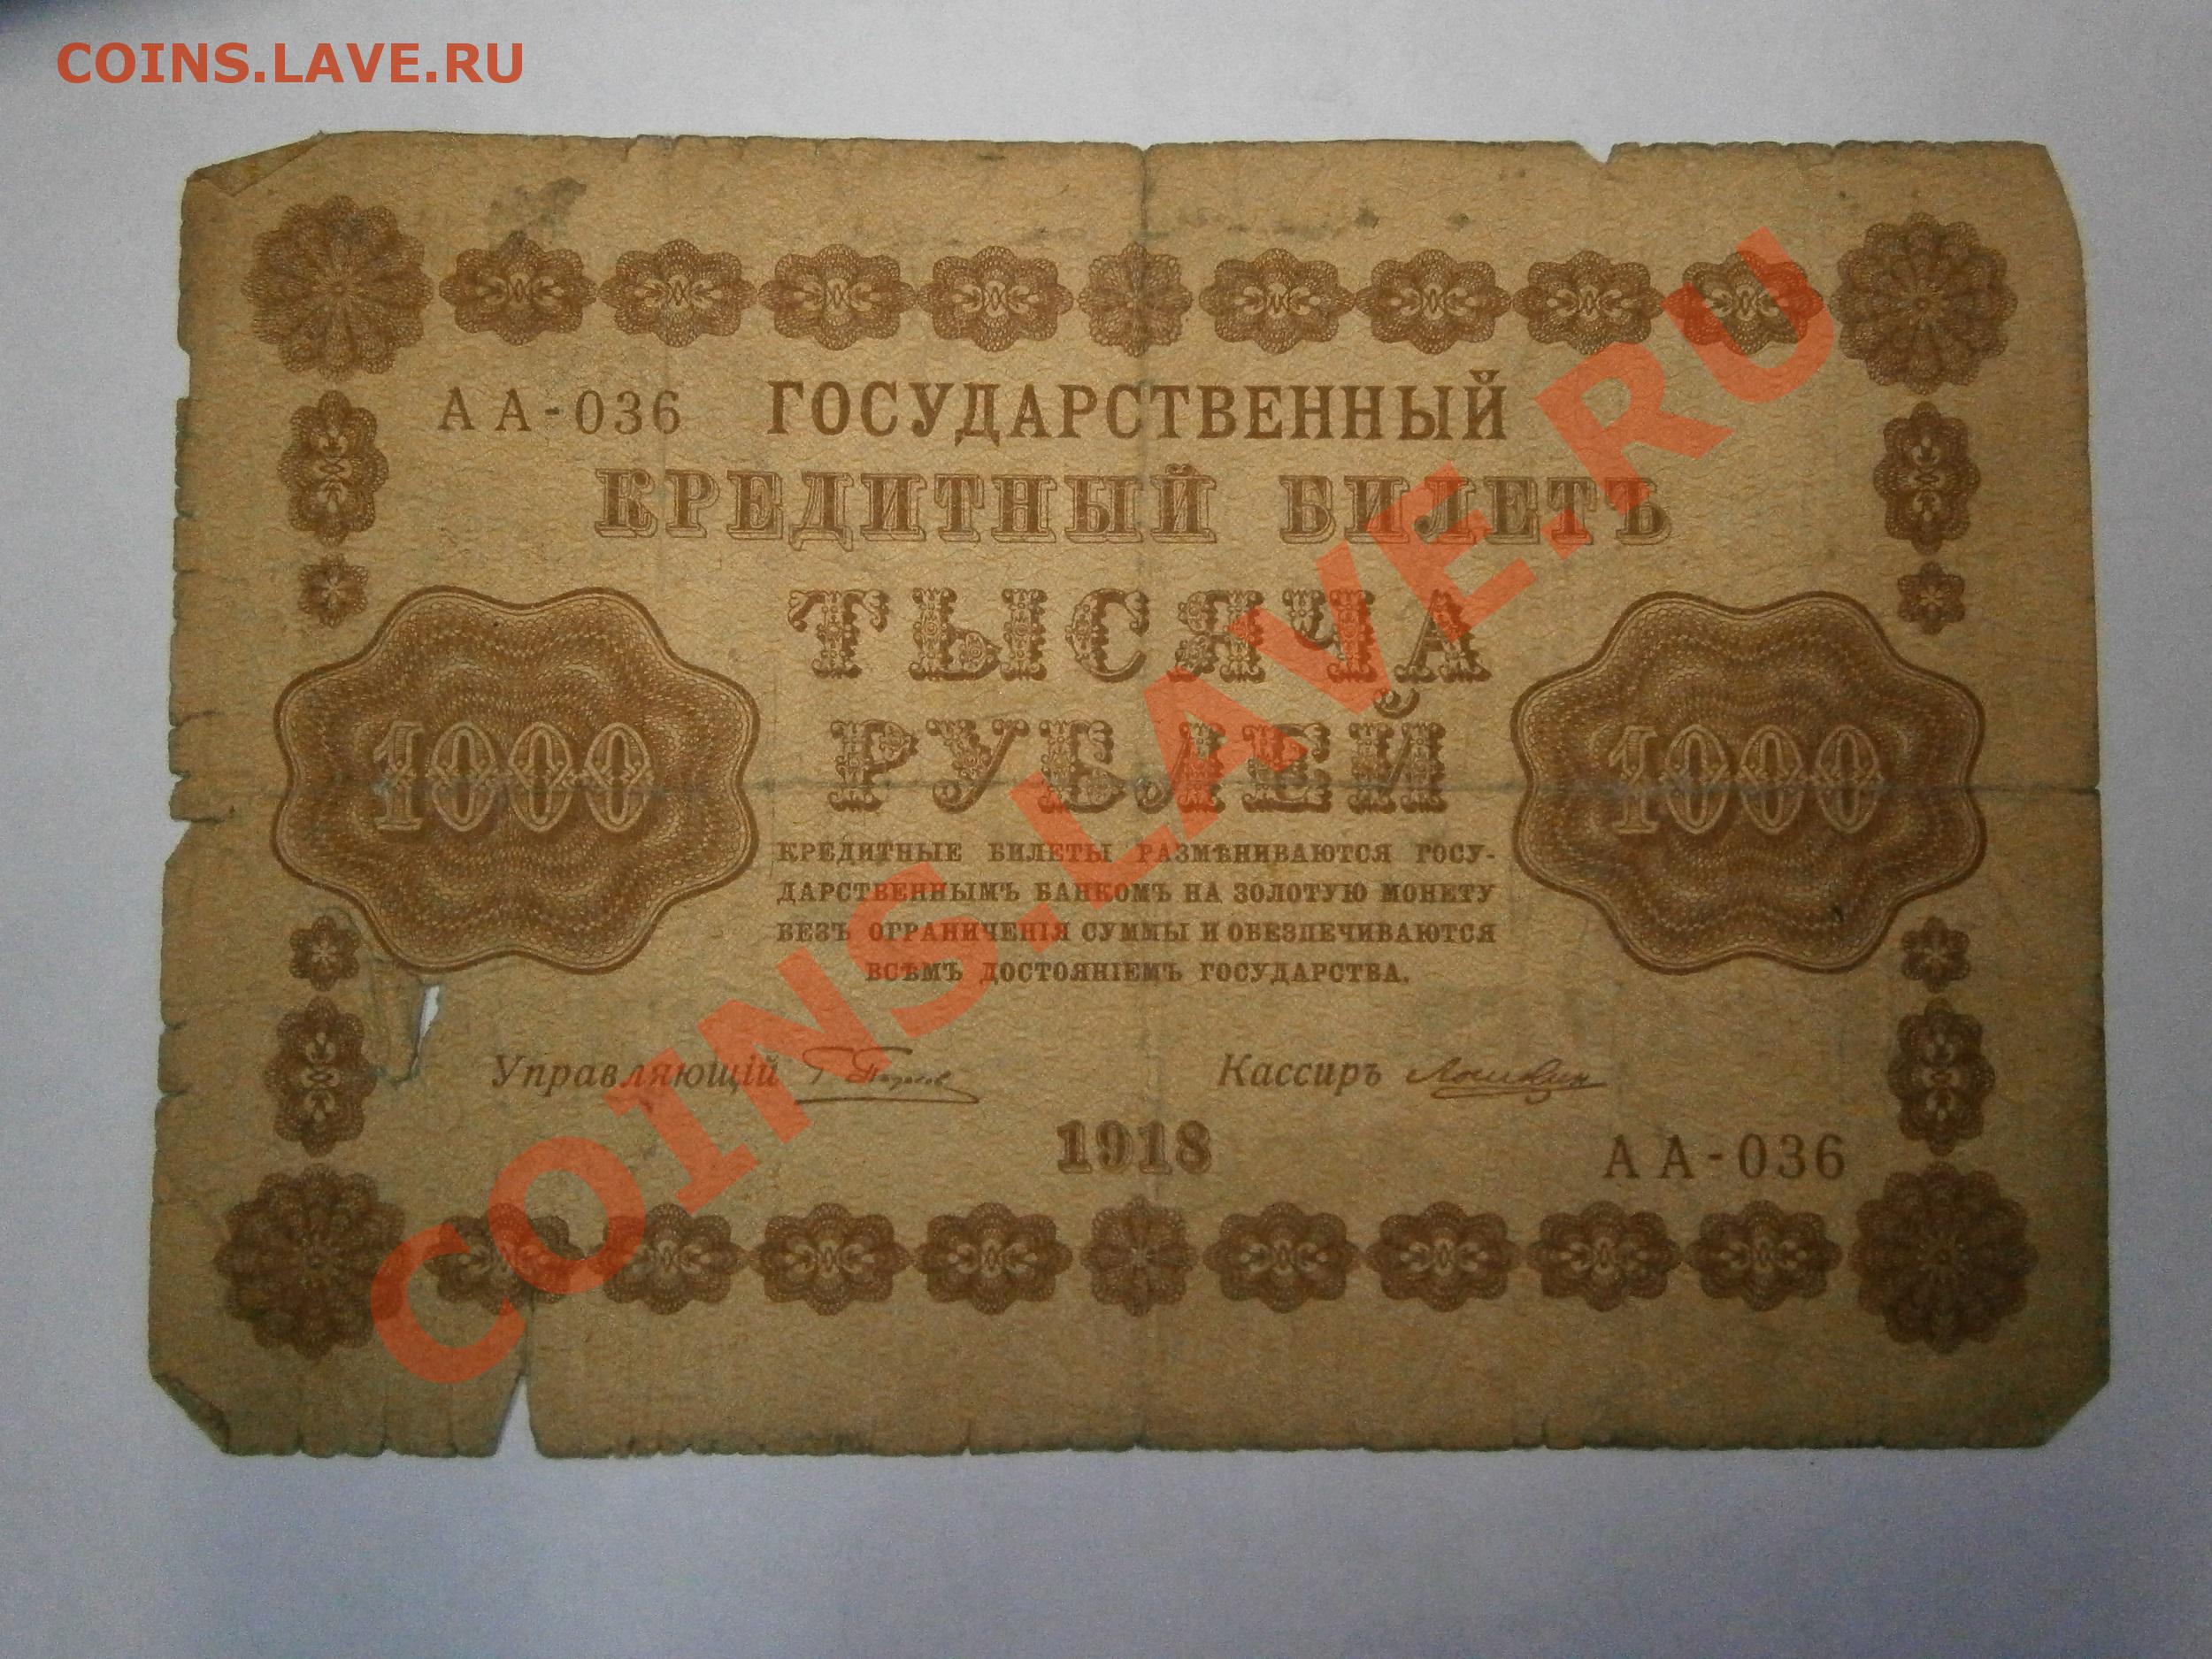 COINS.LAVE.RU
АА-036 ГОСУДАРСТВЕННЫЙ
КРЕДИТНЫЙ БИЛЕТЪ
ТЫСЯЧА
РУБЛЕЙ
1000
1000
КРЕДИТНЫЕ БИЛЕТЫ РАЗМѢНИВАЮТСЯ ГОСУ-
ДАРСТВЕННЫМЪ БАНКОМЪ НА ЗОЛОТУЮ МОНЕТУ
БЕЗЪ ОГРАНИЧЕНІЯ СУММЫ И ОБЕЗПЕЧИВАЮТСЯ
ВСѢМЪ ДОСТОЯНІЕМЪ ГОСУДАРСТВА.
Управляющій
Кассиръ
1918
АА-036
COINS.LAVE.RU